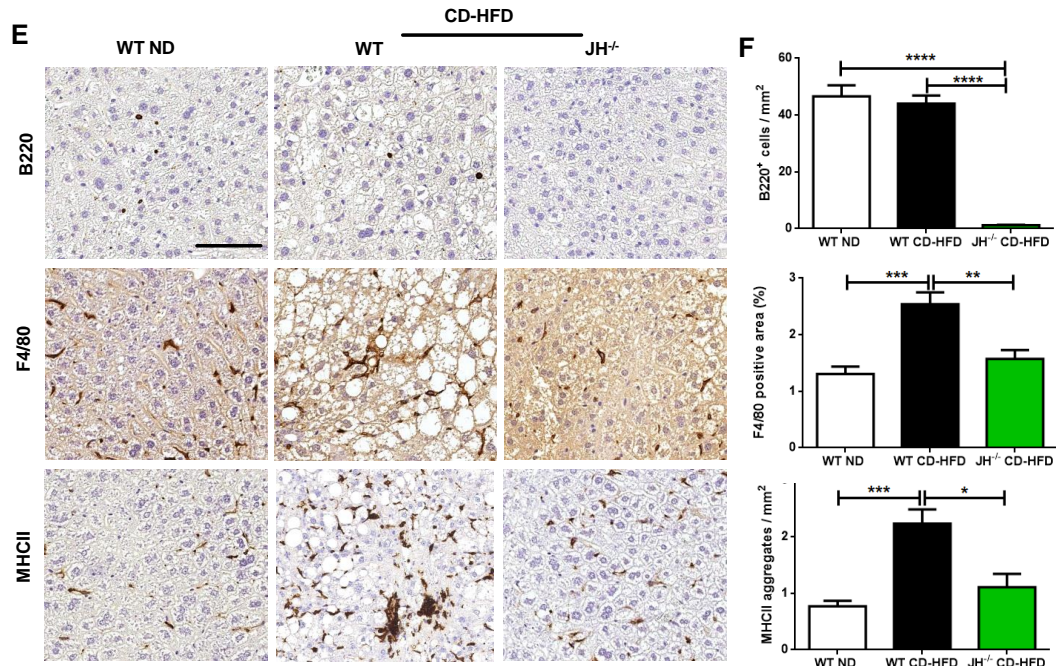 E
CD-HFD
WT ND
WT
JH-/-
B220
F4/80
MHCII
F
B220+ cells / mm2
60
40
20
0
****
****
WT ND
WT CD-HFD
JH-/- CD-HFD
F4/80 positive area (%)
3
2
1
0
***
**
WT ND
WT CD-HFD
JH-/- CD-HFD
MHCII aggregates / mm2
2
1
0
***
*
WT ND
WT CD-HFD
JH-/- CD-HFD